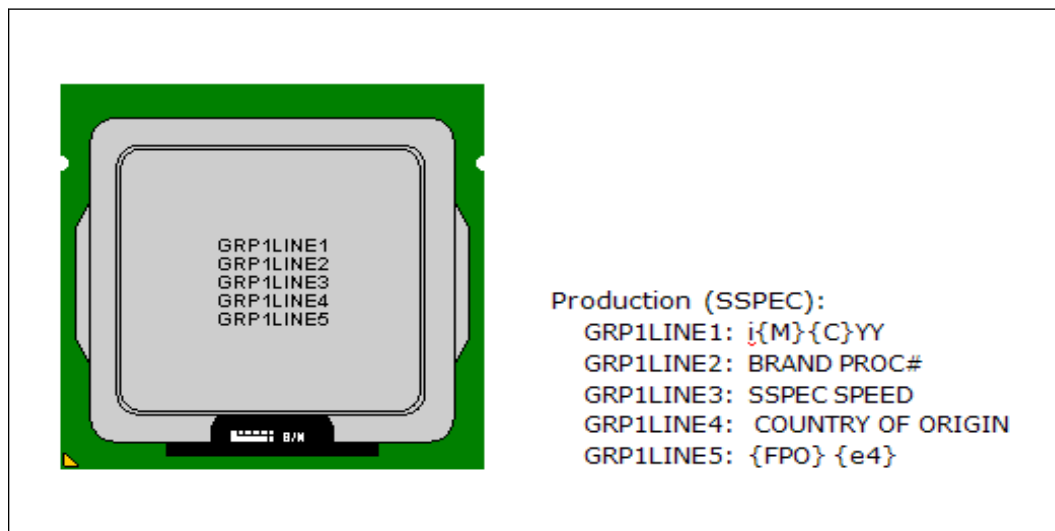 GRP1LINE1
GRP1LINE2
GRP1LINE3
GRP1LINE4
GRP1LINE5
S/N
Production (SSPEC):
GRP1LINE1: i{M}{C}YY
GRP1LINE2: BRAND PROC#
GRP1LINE3: SSPEC SPEED
GRP1LINE4: COUNTRY OF ORIGIN
GRP1LINE5: {FPO} {e4}